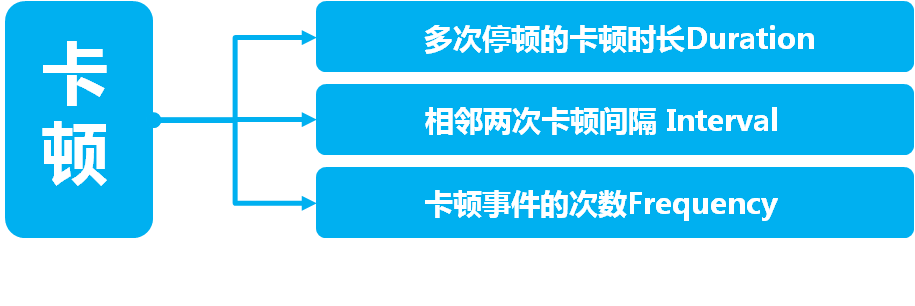 卡
顿
多次停顿的卡顿时长Duration
相邻两次卡顿间隔 Interval
卡顿事件的次数Frequency